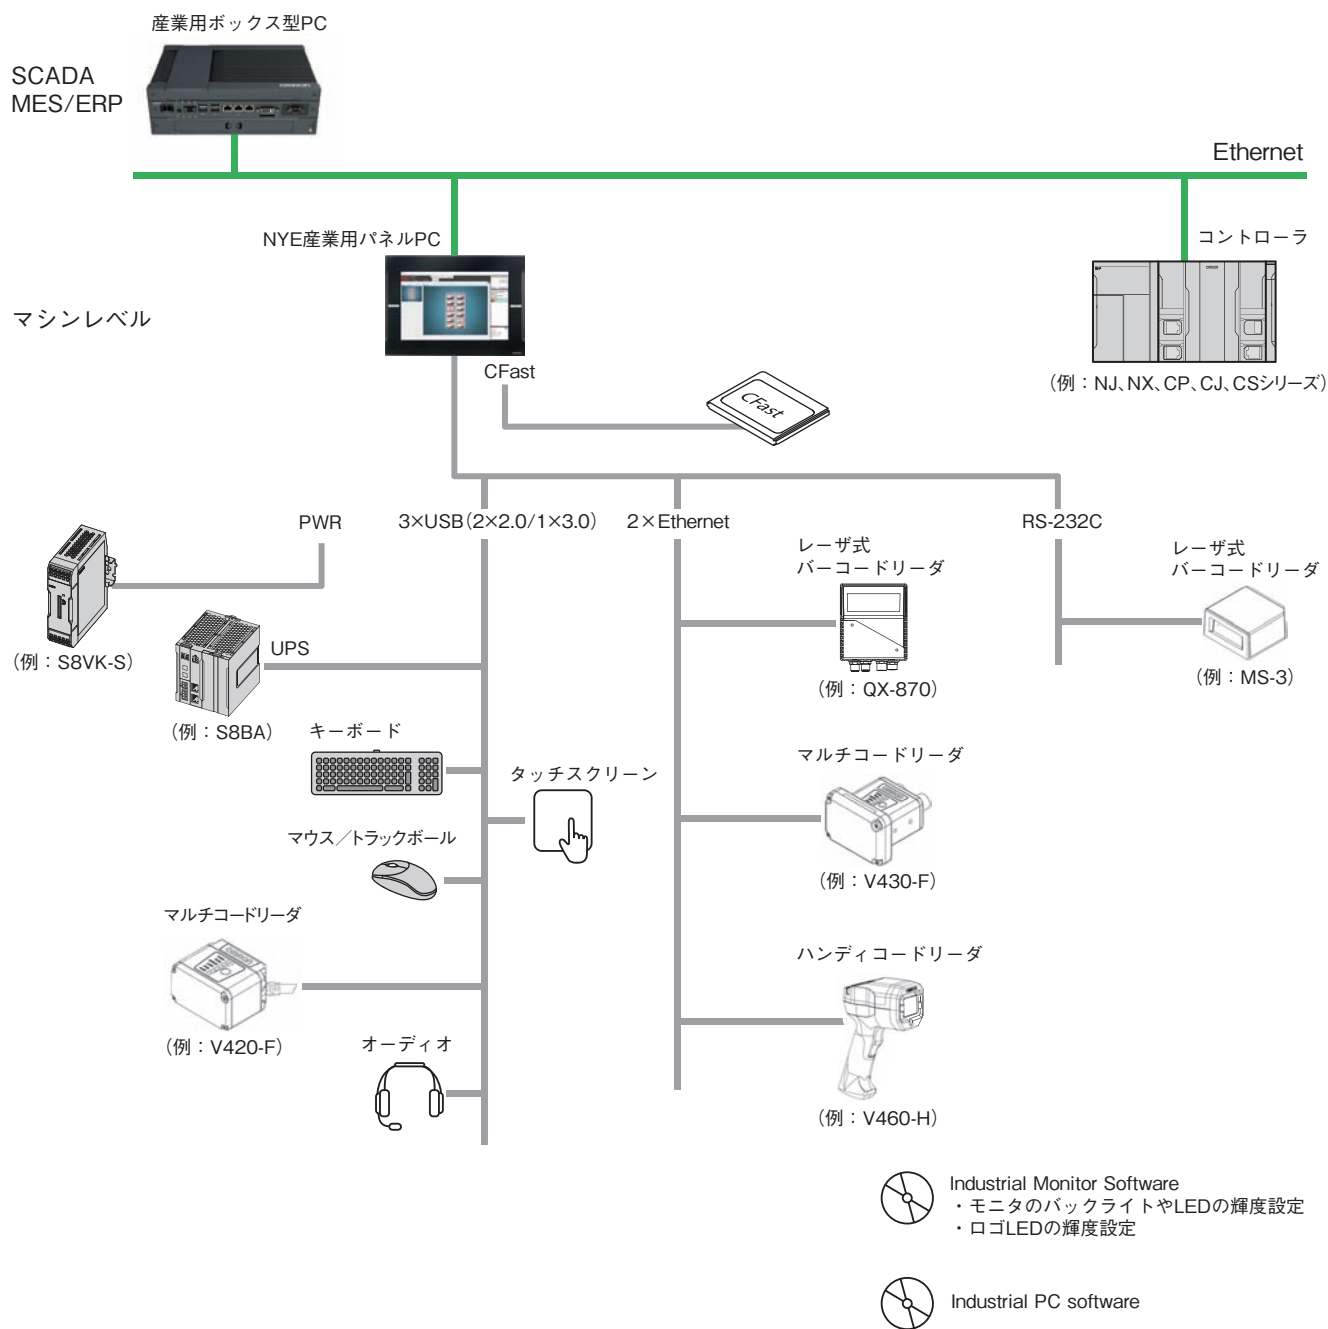 産業用ボックス型PC
SCADA
MES/ERP
Ethernet
NYE産業用パネルPC
コントローラ
マシンレベル
CFast
CFast
(例：NJ、NX、CP、CJ、CSシリーズ)
PWR
3×USB(2×2.0/1×3.0)
2×Ethernet
RS-232C
レーザ式
バーコードリーダ
レーザ式
バーコードリーダ
(例：S8VK-S)
UPS
(例：QX-870)
(例：MS-3)
(例：S8BA)
キーボード
タッチスクリーン
マルチコードリーダ
マウス／トラックボール
(例：V430-F)
マルチコードリーダ
ハンディコードリーダ
(例：V420-F)
オーディオ
(例：V460-H)
Industrial Monitor Software
・モニタのバックライトやLEDの輝度設定
・ロゴLEDの輝度設定
Industrial PC software